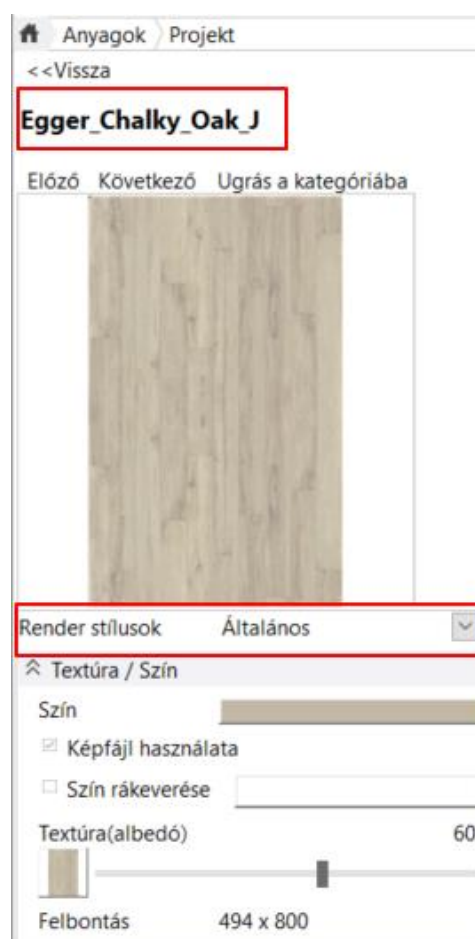 Anyagok Projekt
<<Vissza
Egger_Chalky_Oak_J
Előző Következő Ugrás a kategóriába
Render stílusok Általános
Textúra / Szín
Szín
Képfájl használata
Szín rákeverése
Textúra(albedó) 60
Felbontás 494 x 800